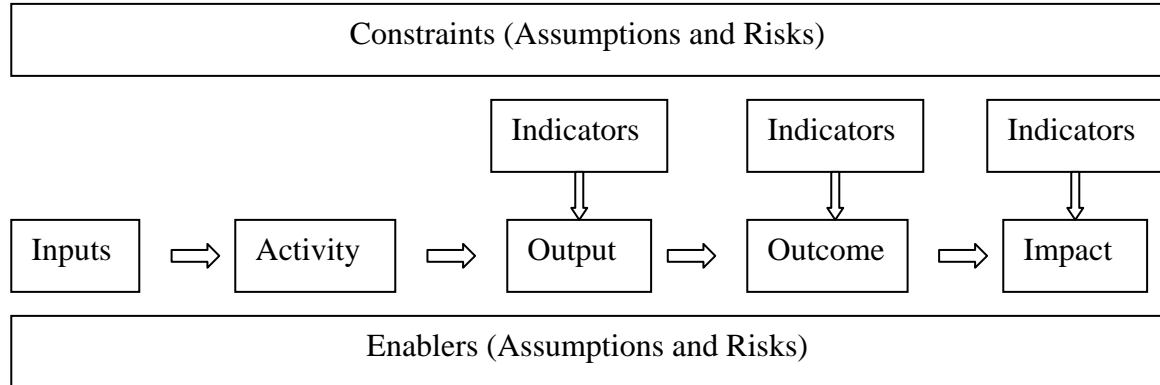 Constraints (Assumptions and Risks)
Indicators
Indicators
Indicators
Inputs
Activity
Output
Outcome
Impact
Enablers (Assumptions and Risks)